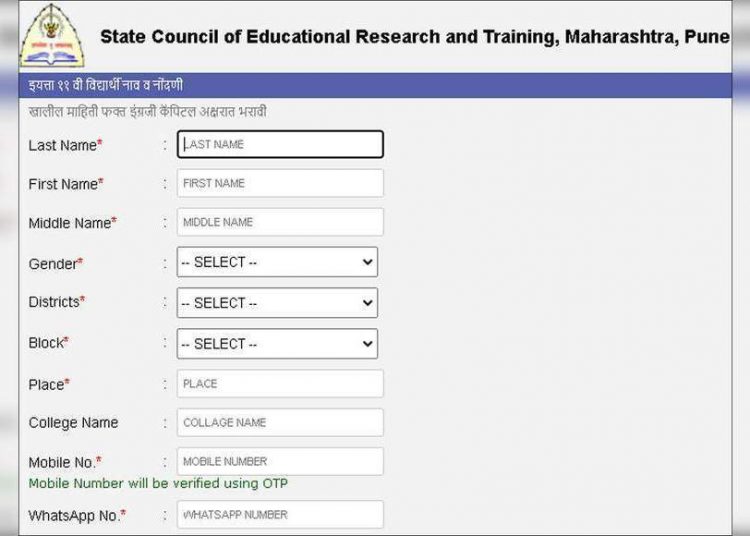 State Council of Educational Research and Training, Maharashtra, Pune
इयत्ता ११ वी विद्यार्थी नाव व नोंदणी
खालील माहिती फक्त इंग्रजी कॅपिटल अक्षरात भरावी
Last Name* : LAST NAME
First Name* : FIRST NAME
Middle Name* : MIDDLE NAME
Gender* : -- SELECT --
Districts* : -- SELECT --
Block* : -- SELECT --
Place* : PLACE
College Name : COLLAGE NAME
Mobile No.* : MOBILE NUMBER
Mobile Number will be verified using OTP
WhatsApp No.* : WHATSAPP NUMBER